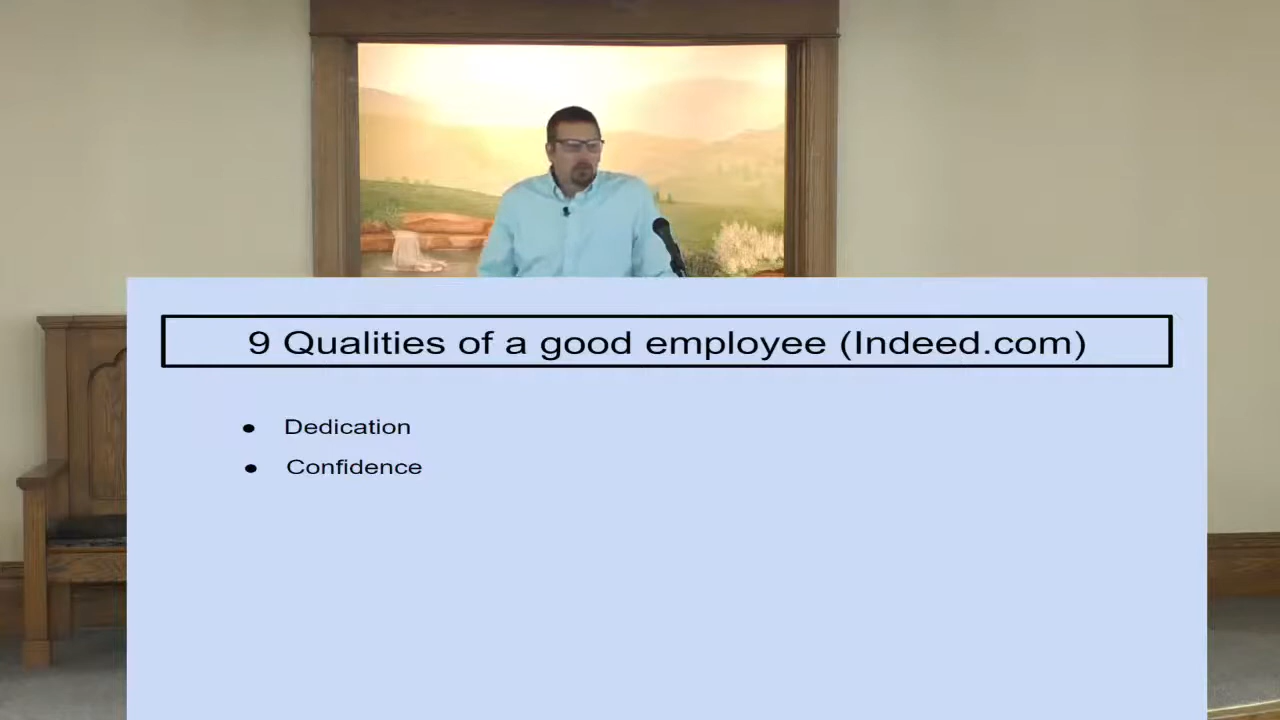 9 Qualities of a good employee (Indeed.com)
● Dedication
● Confidence